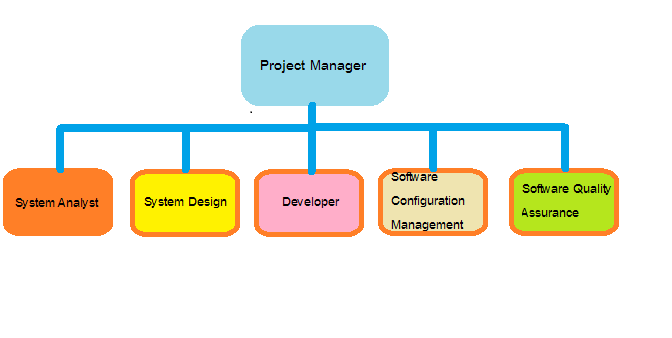 Project Manager
System Analyst
System Design
Developer
Software
Configuration
Management
Software Quality
Assurance